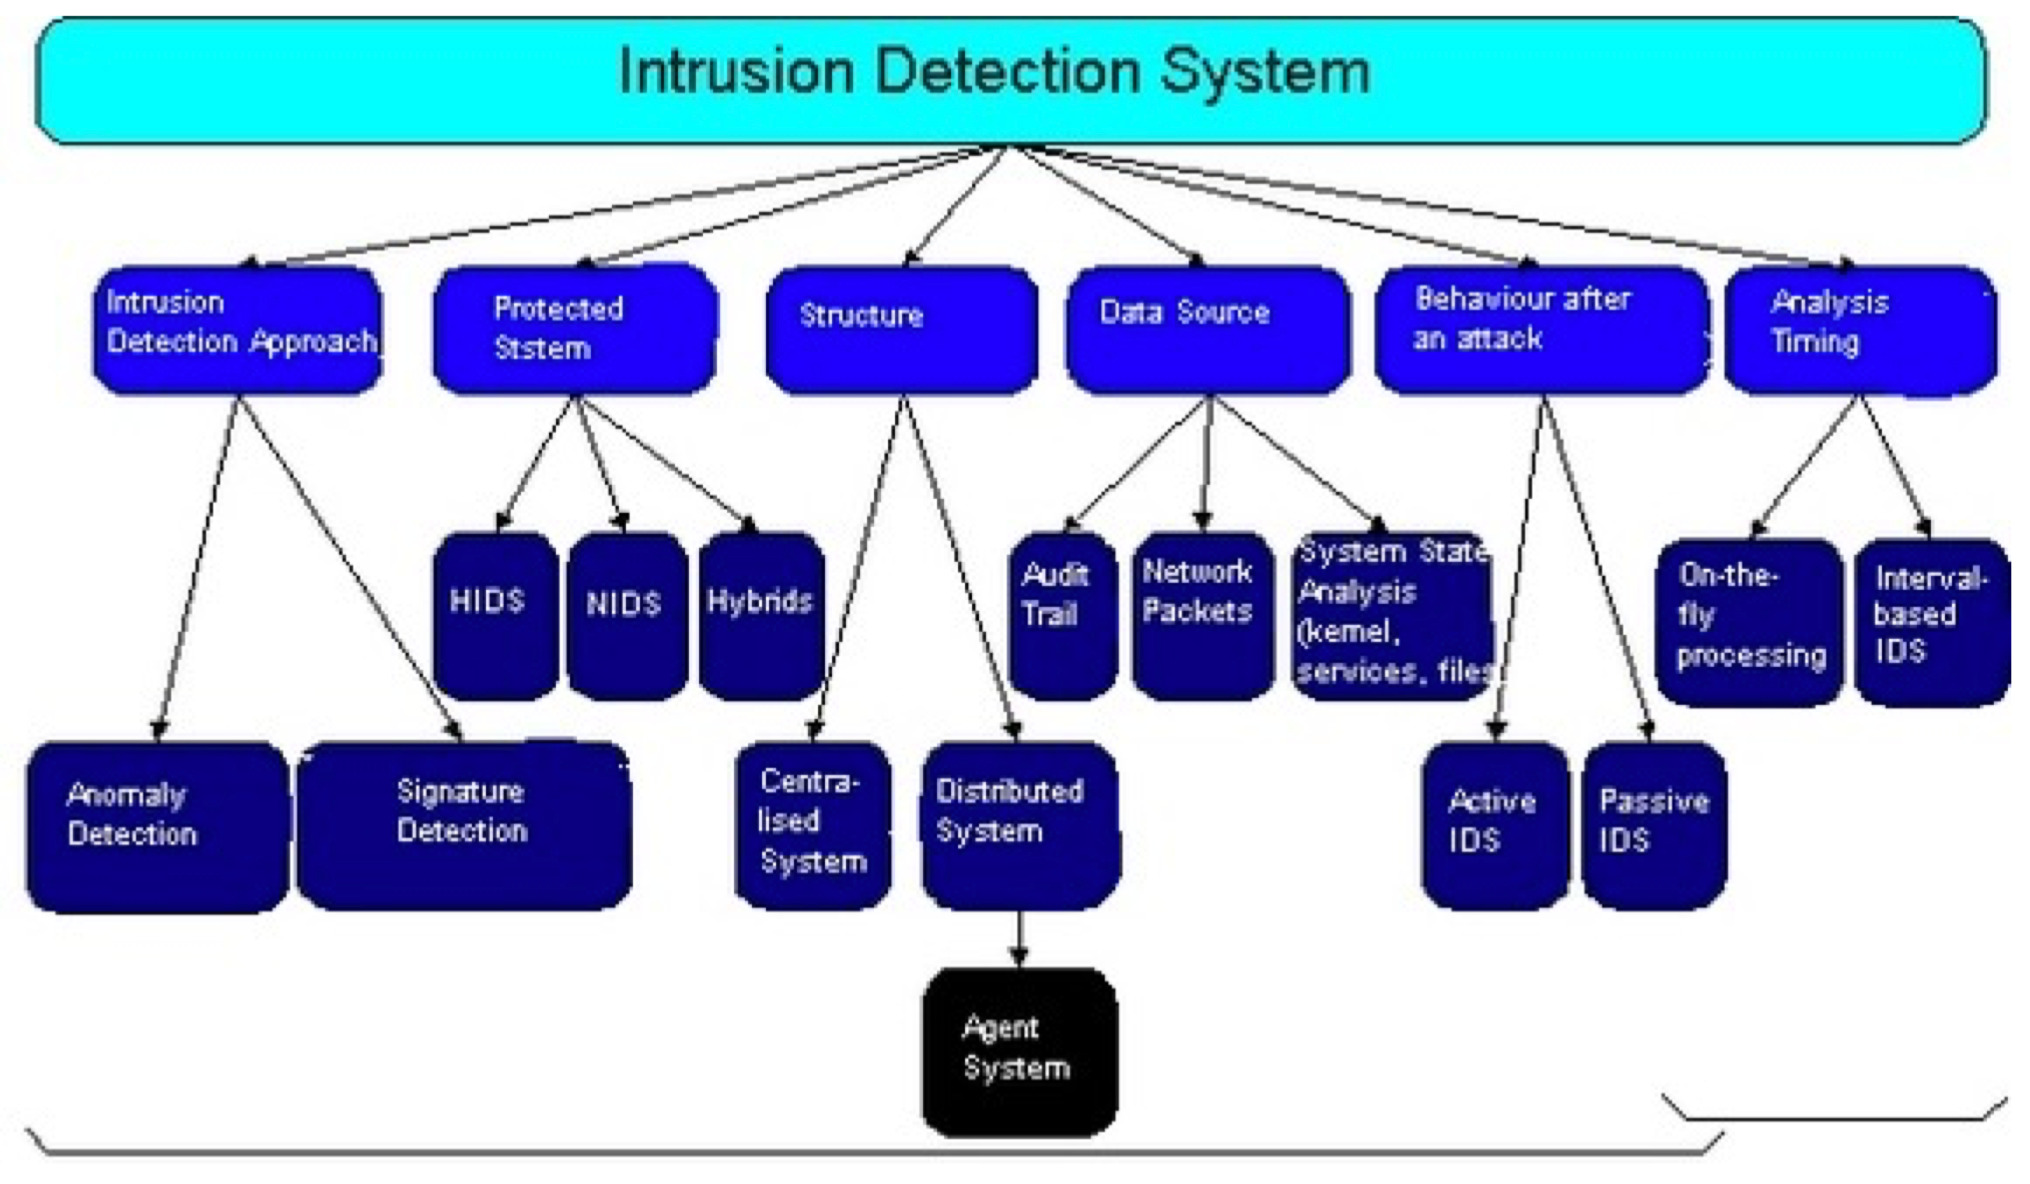 Intrusion Detection System
Intrusion
Detection Approach
Protected
Ststem
Structure
Data Source
Behaviour after
an attack
Analysis
Timing
HIDS
NIDS
Hybrids
Audit
Trail
Network
Packets
System State
Analysis
(kernel,
services, files
On-the-
fly
processing
Interval-
based
IDS
Anomaly
Detection
Signature
Detection
Centra-
lised
System
Distributed
System
Active
IDS
Passive
IDS
Agent
System